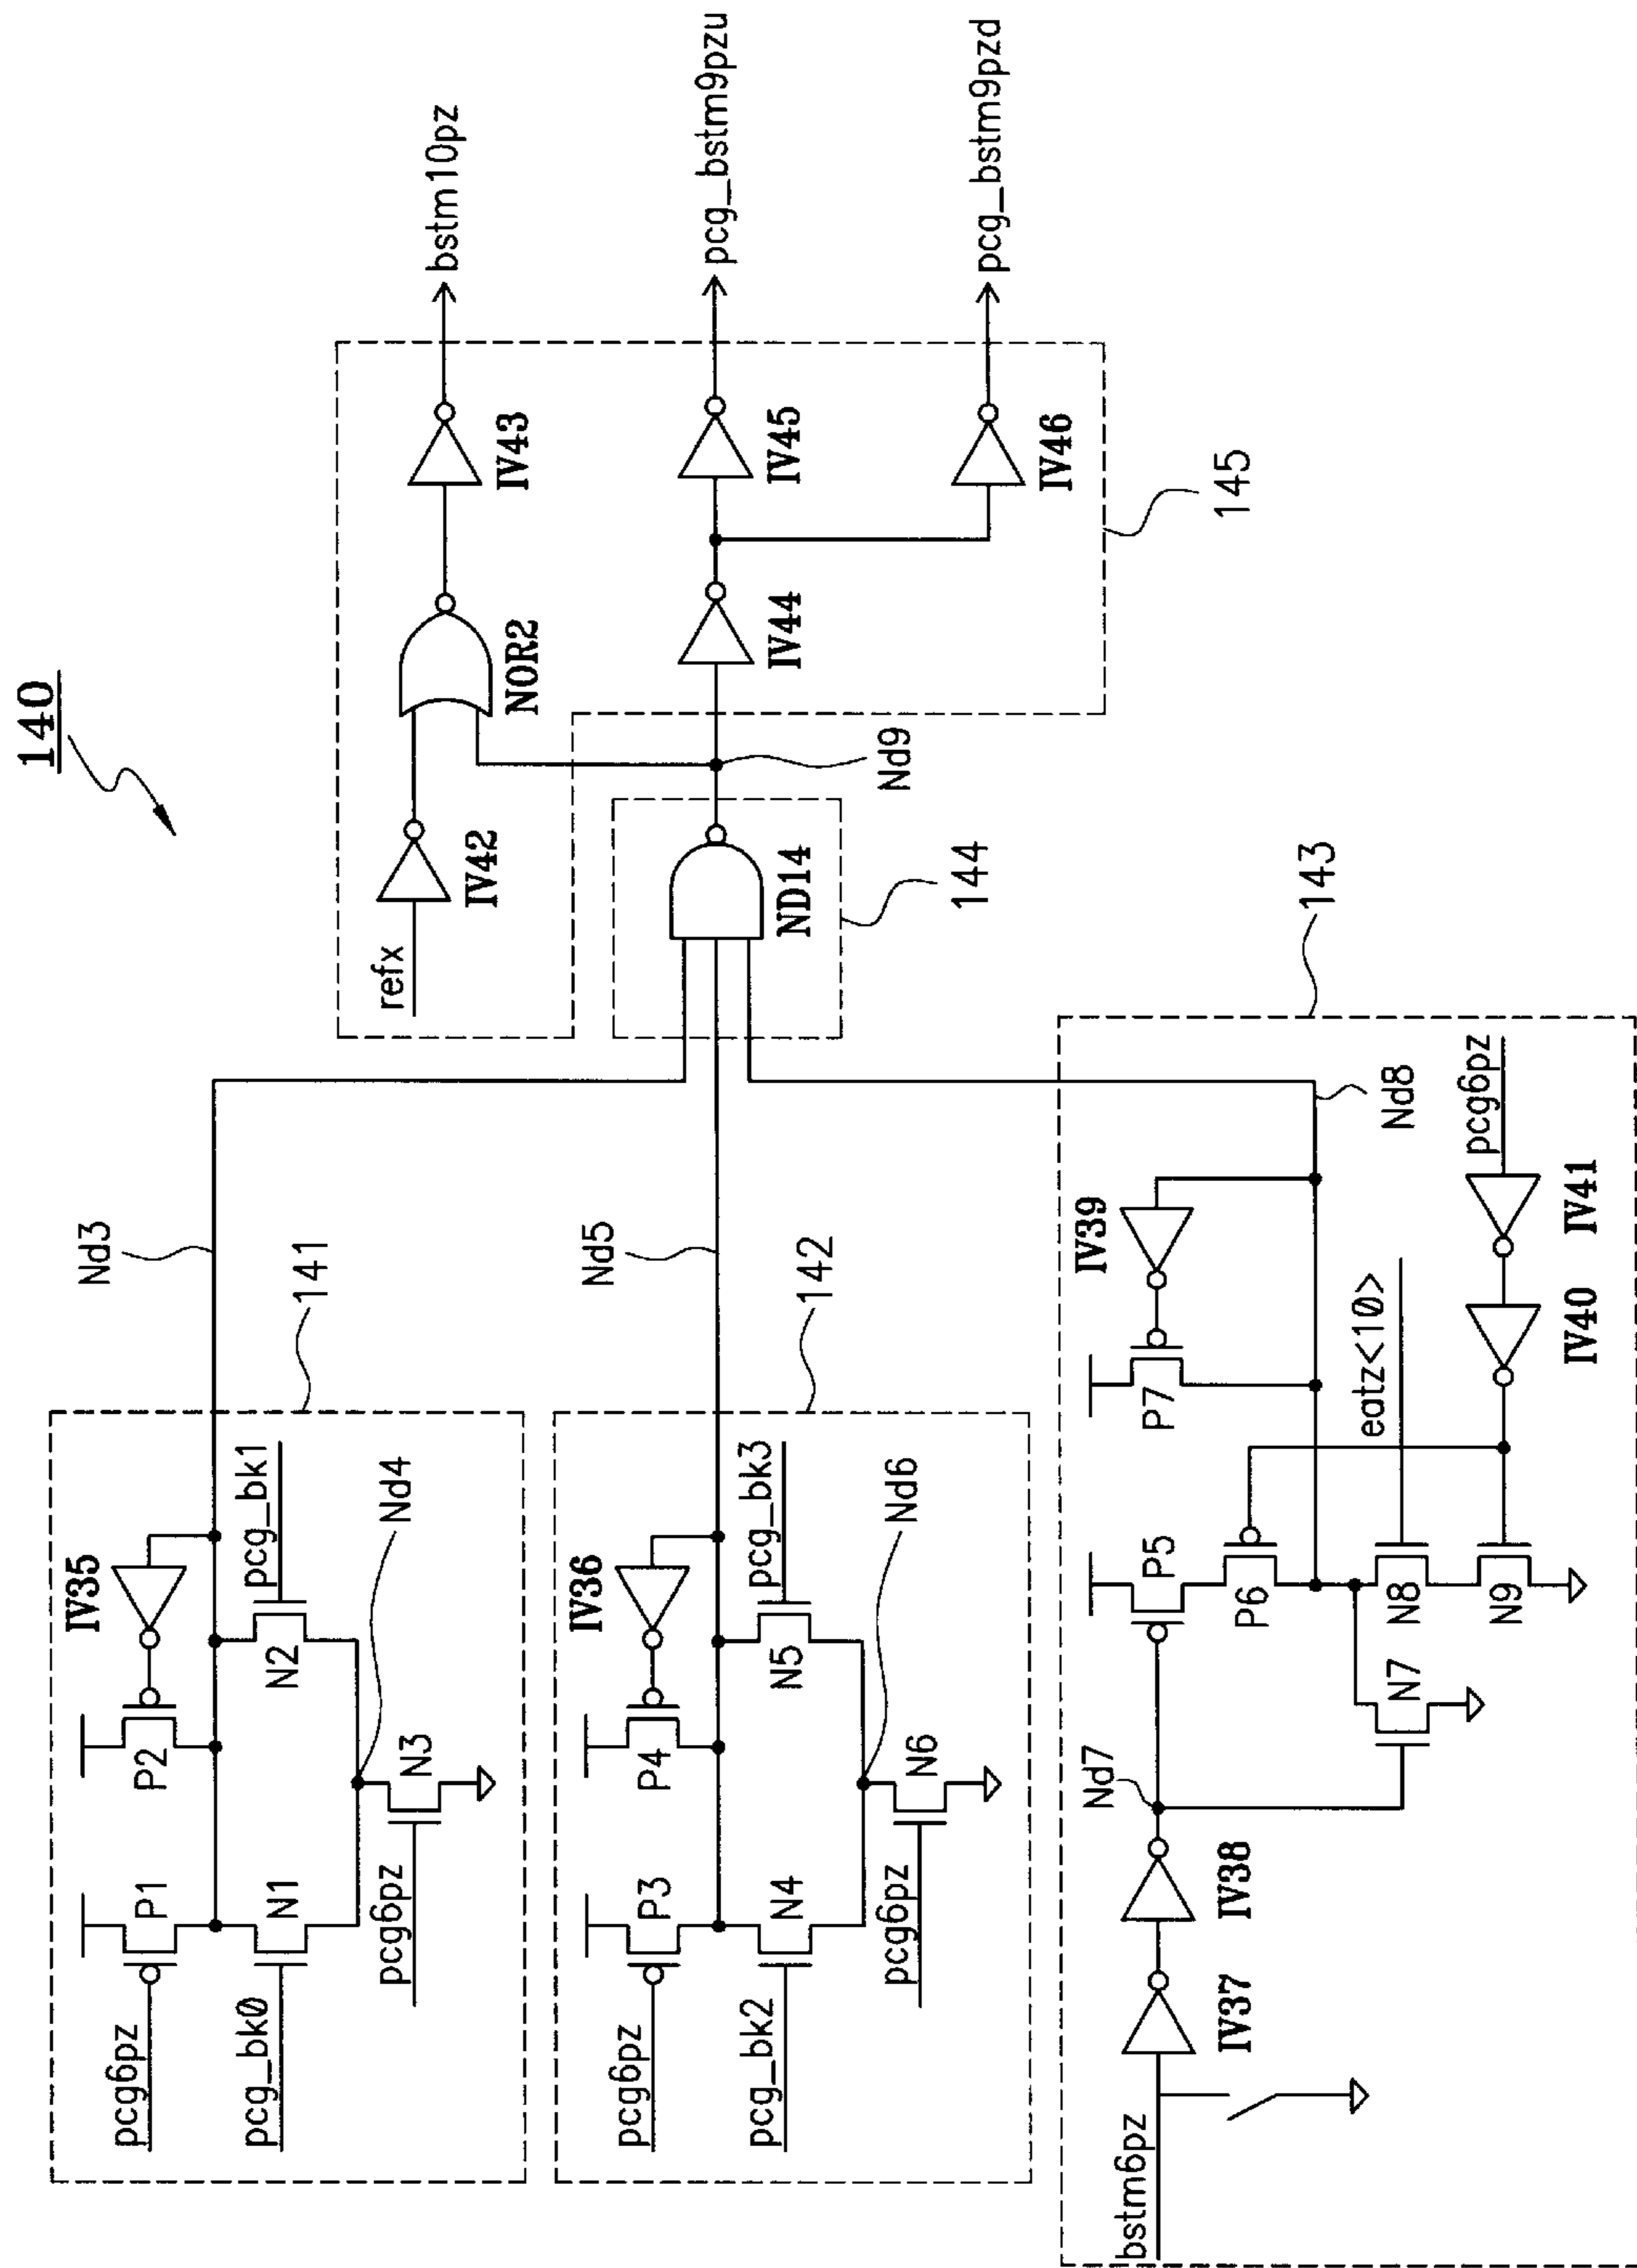 140
bstm10pz
pcg_bstm9pzu
pcg_bstm9pzd
IV43
IV45
IV46
145
NOR2
IV44
Nd9
IV42
refx
ND14
144
143
Nd3
141
Nd5
142
Nd8
pcg6pz
IV41
IV40
IV39
eatz<10>
P7
IV35
pcg_bk1
Nd4
P2
N2
P1
N1
N3
pcg6pz
pcg_bk0
pcg6pz
IV36
pcg_bk3
Nd6
P4
N5
P3
N4
N6
pcg6pz
pcg_bk2
pcg6pz
P5
P6
N8
N9
N7
Nd7
IV38
IV37
bstm6pz